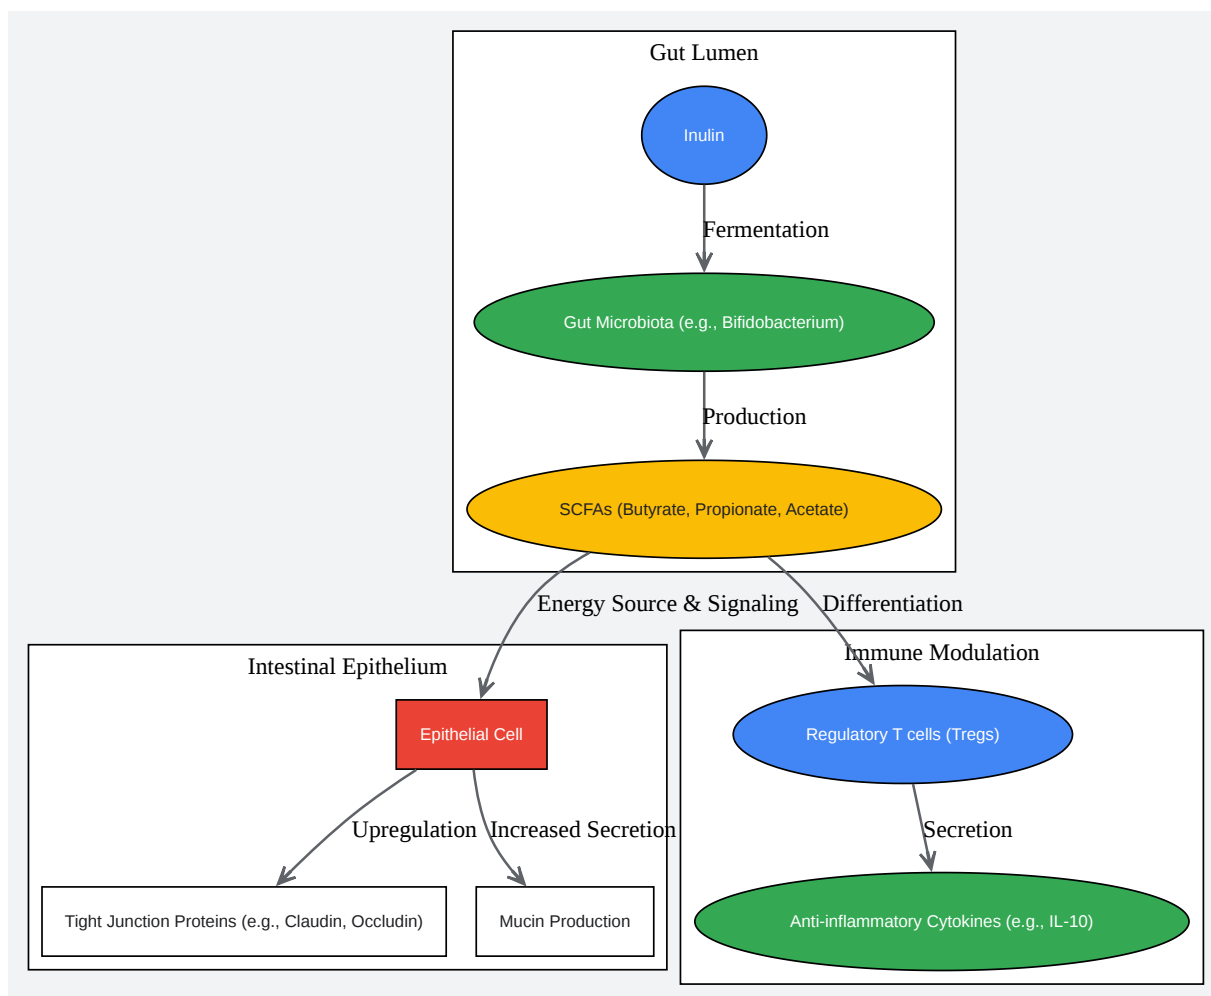 Gut Lumen
Inulin
Fermentation
Gut Microbiota (e.g., Bifidobacterium)
Production
SCFAs (Butyrate, Propionate, Acetate)
Energy Source & Signaling
Differentiation
Intestinal Epithelium
Epithelial Cell
Upregulation
Increased Secretion
Tight Junction Proteins (e.g., Claudin, Occludin)
Mucin Production
Immune Modulation
Regulatory T cells (Tregs)
Secretion
Anti-inflammatory Cytokines (e.g., IL-10)